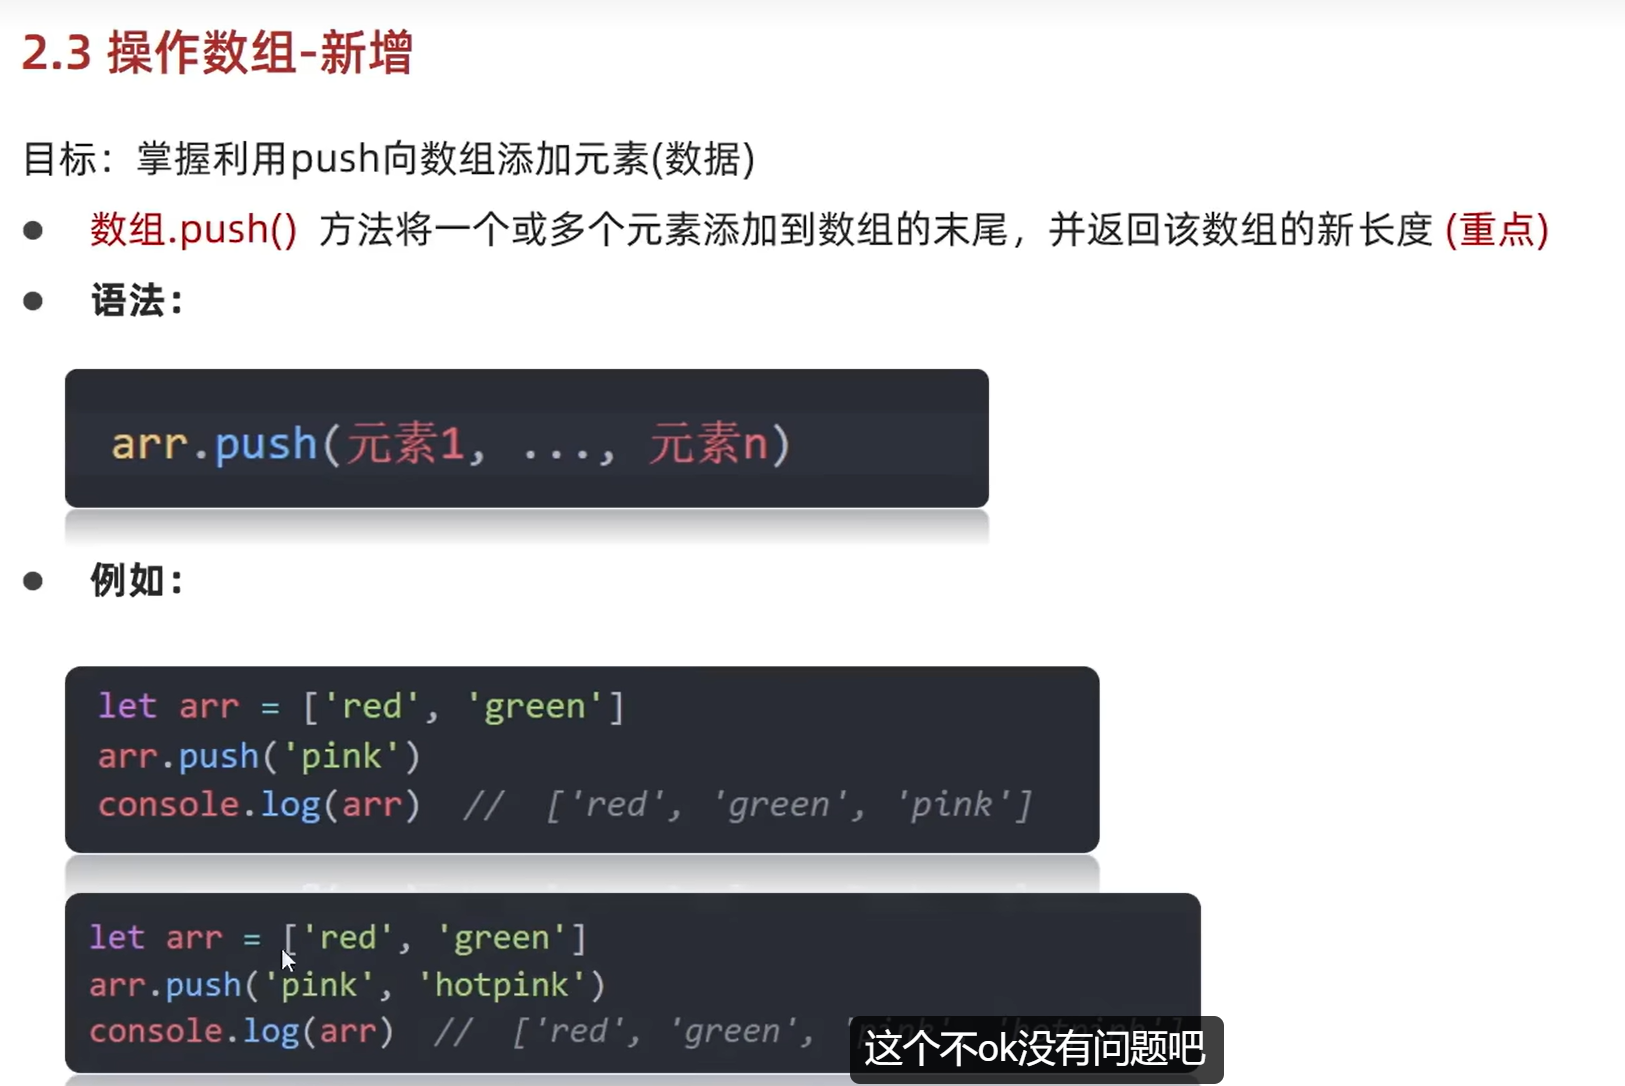 2.3 操作数组-新增
目标：掌握利用push向数组添加元素(数据)
● 数组.push() 方法将一个或多个元素添加到数组的末尾，并返回该数组的新长度 (重点)
● 语法：
arr.push(元素1, ..., 元素n)
● 例如：
let arr = ['red', 'green']
arr.push('pink')
console.log(arr) // ['red', 'green', 'pink']
let arr = ['red', 'green']
arr.push('pink', 'hotpink')
console.log(arr) // ['red', 'green', 'pink', 'hotpink']
这个不ok没有问题吧